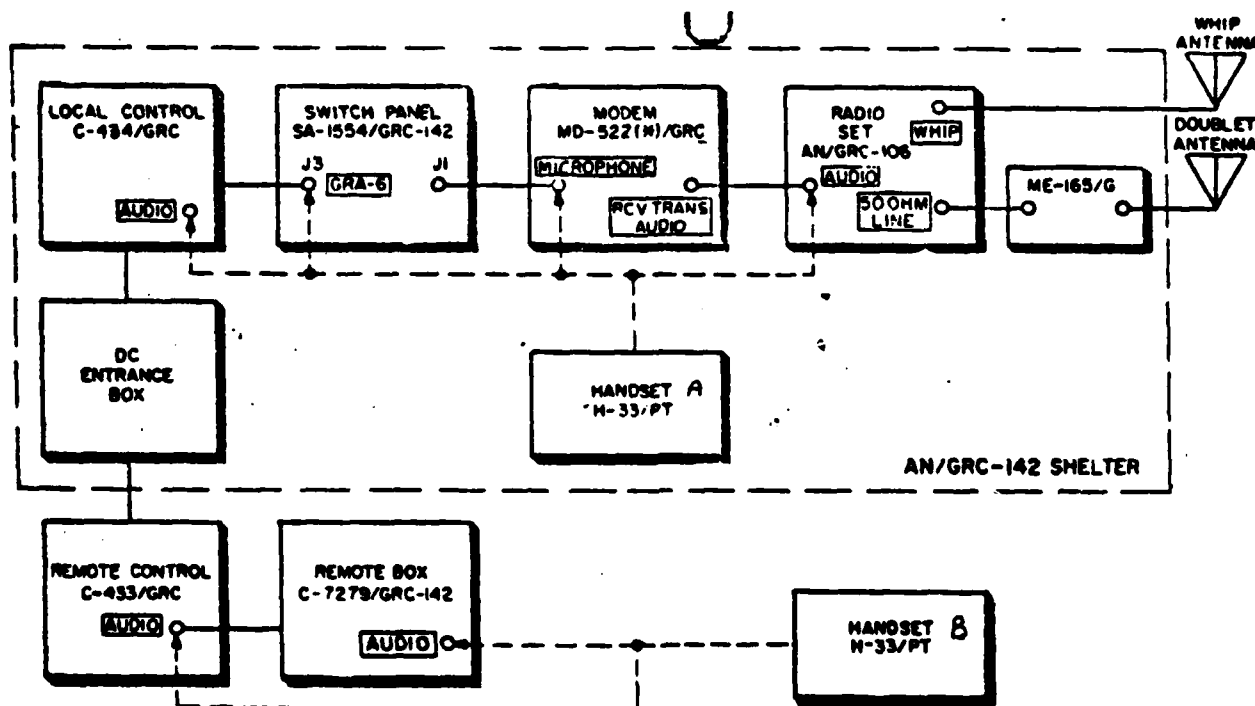 WHIP
ANTENNA
LOCAL CONTROL
C-434/GRC
AUDIO
SWITCH PANEL
SA-1554/GRC-142
J3
GRA-6
J1
MODEM
MD-522(*)/GRC
MICROPHONE
RCV TRANS
AUDIO
RADIO
SET
AN/GRC-106
WHIP
AUDIO
50 OHM
LINE
DOUBLET
ANTENNA
ME-165/G
DC
ENTRANCE
BOX
HANDSET A
H-33/PT
AN/GRC-142 SHELTER
REMOTE CONTROL
C-433/GRC
AUDIO
REMOTE BOX
C-7279/GRC-142
AUDIO
HANDSET B
H-33/PT